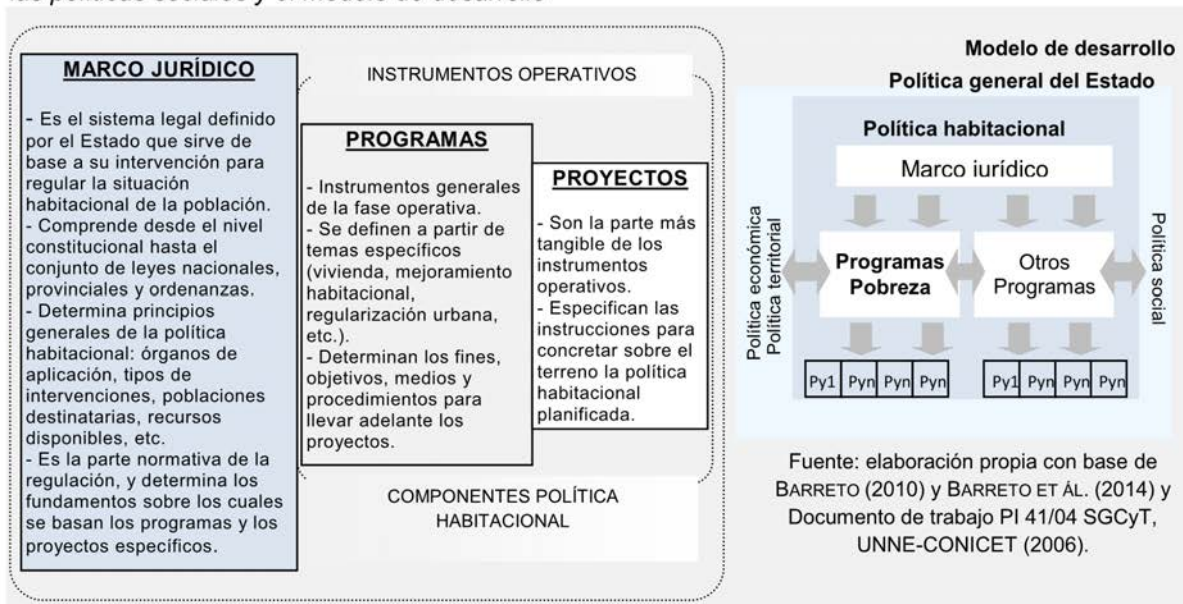 las políticas sociales y el modelo de desarrollo
MARCO JURÍDICO
- Es el sistema legal definido
por el Estado que sirve de
base a su intervención para
regular la situación
habitacional de la población.
- Comprende desde el nivel
constitucional hasta el
conjunto de leyes nacionales,
provinciales y ordenanzas.
- Determina principios
generales de la política
habitacional: órganos de
aplicación, tipos de
intervenciones, poblaciones
destinatarias, recursos
disponibles, etc.
- Es la parte normativa de la
regulación, y determina los
fundamentos sobre los cuales
se basan los programas y los
proyectos específicos.
INSTRUMENTOS OPERATIVOS
PROGRAMAS
- Instrumentos generales
de la fase operativa.
- Se definen a partir de
temas específicos
(vivienda, mejoramiento
habitacional,
regularización urbana,
etc.).
- Determinan los fines,
objetivos, medios y
procedimientos para
llevar adelante los
proyectos.
PROYECTOS
- Son la parte más
tangible de los
instrumentos
operativos.
- Especifican las
instrucciones para
concretar sobre el
terreno la política
habitacional
planificada.
COMPONENTES POLÍTICA
HABITACIONAL
Modelo de desarrollo
Política general del Estado
Política habitacional
Marco jurídico
Política económica
Política territorial
Programas
Pobreza
Otros
Programas
Política social
Py1 Pyn Pyn Pyn
Py1 Pyn Pyn Pyn
Fuente: elaboración propia con base de
BARRETO (2010) y BARRETO ET ÁL. (2014) y
Documento de trabajo PI 41/04 SGCyT,
UNNE-CONICET (2006).